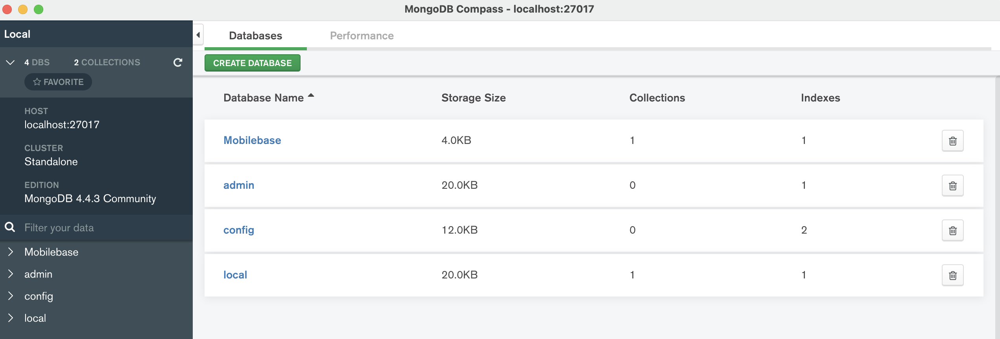 MongoDB Compass - localhost:27017
Local
4 DBS 2 COLLECTIONS
FAVORITE
HOST
localhost:27017
CLUSTER
Standalone
EDITION
MongoDB 4.4.3 Community
Filter your data
Mobilebase
admin
config
local
Databases Performance
CREATE DATABASE
Database Name Storage Size Collections Indexes
Mobilebase 4.0KB 1 1
admin 20.0KB 0 1
config 12.0KB 0 2
local 20.0KB 1 1